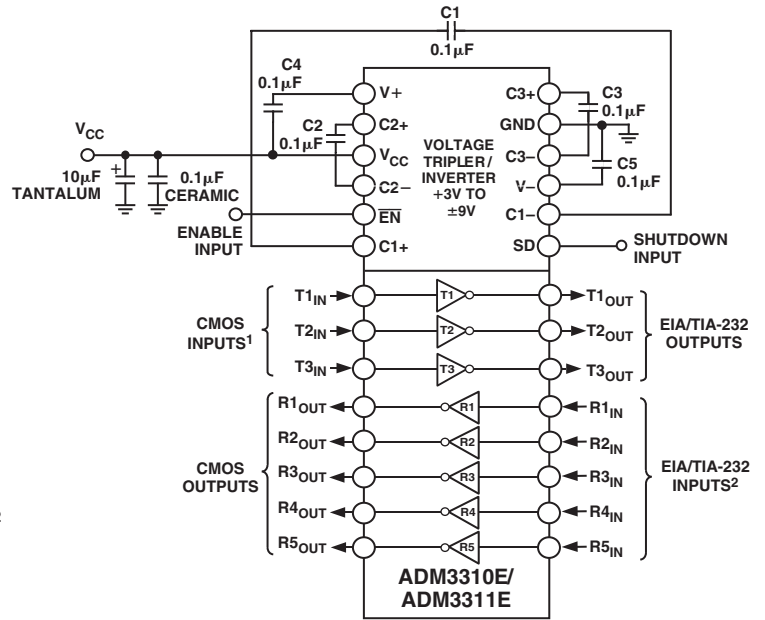 C1
0.1µF
C4
0.1µF
V+
C3+
C3
0.1µF
C2
0.1µF
C2+
GND
VCC
VCC
VOLTAGE
TRIPLER/
INVERTER
+3V TO
±9V
C3–
C5
0.1µF
10µF
TANTALUM
+
0.1µF
CERAMIC
C2–
V–
ENABLE
INPUT
EN
C1–
C1+
SD
SHUTDOWN
INPUT
CMOS
INPUTS1
T1IN
T1
T1OUT
T2IN
T2
T2OUT
T3IN
T3
T3OUT
EIA/TIA-232
OUTPUTS
CMOS
OUTPUTS
R1OUT
R1
R1IN
R2OUT
R2
R2IN
R3OUT
R3
R3IN
R4OUT
R4
R4IN
R5OUT
R5
R5IN
EIA/TIA-232
INPUTS2
ADM3310E/
ADM3311E